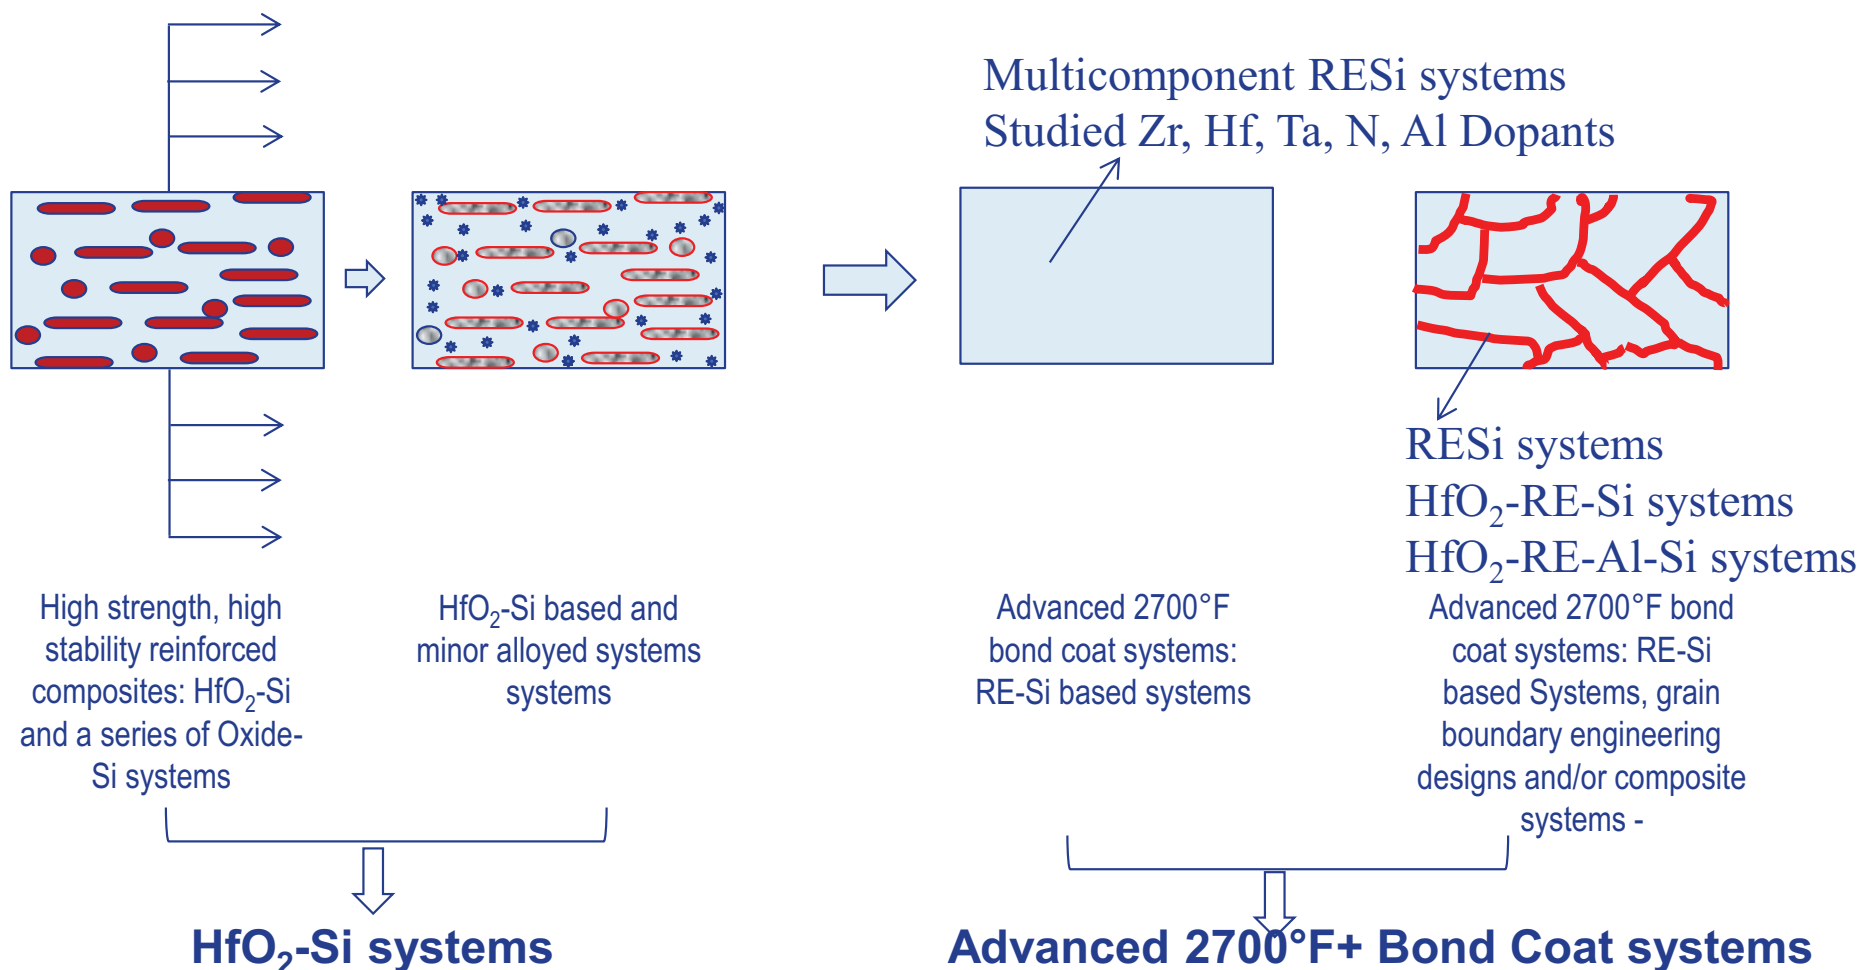 Multicomponent RESi systems
Studied Zr, Hf, Ta, N, Al Dopants
RESi systems
HfO₂-RE-Si systems
HfO₂-RE-Al-Si systems
High strength, high
stability reinforced
composites: HfO₂-Si
and a series of Oxide-
Si systems
HfO₂-Si based and
minor alloyed systems
systems
Advanced 2700°F
bond coat systems:
RE-Si based systems
Advanced 2700°F bond
coat systems: RE-Si
based Systems, grain
boundary engineering
designs and/or composite
systems -
HfO₂-Si systems
Advanced 2700°F+ Bond Coat systems